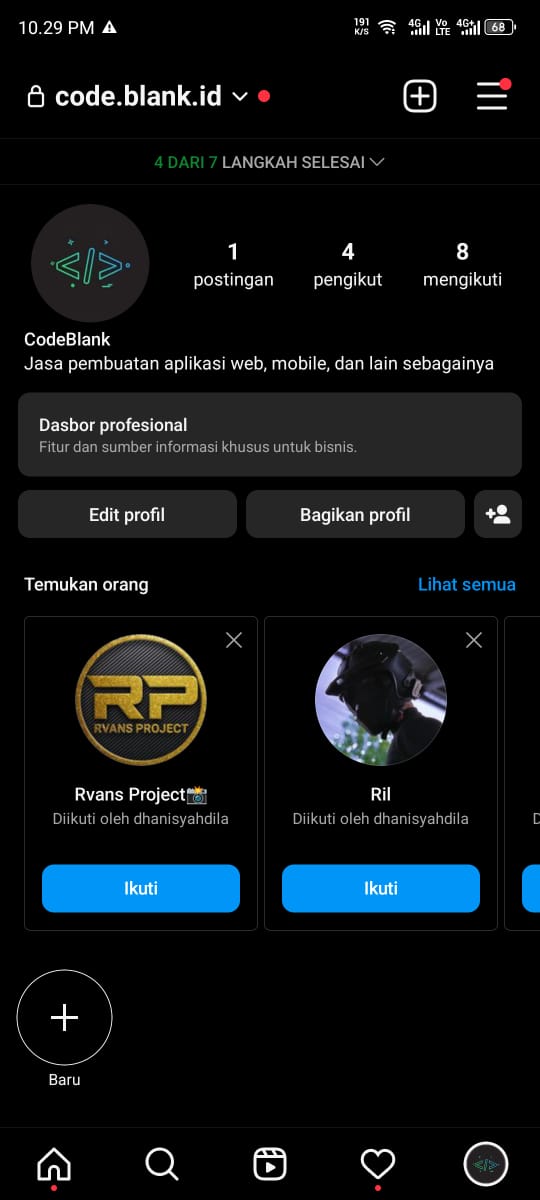 10.29 PM
191 K/S 4G Vo LTE 4G+ 68
code.blank.id
4 DARI 7 LANGKAH SELESAI
1 4 8
postingan pengikut mengikuti
CodeBlank
Jasa pembuatan aplikasi web, mobile, dan lain sebagainya
Dasbor profesional
Fitur dan sumber informasi khusus untuk bisnis.
Edit profil Bagikan profil
Temukan orang Lihat semua
RP
RVANS PROJECT
Rvans Project📸 Ril
Diikuti oleh dhanisyahdila Diikuti oleh dhanisyahdila D
Ikuti Ikuti
Baru